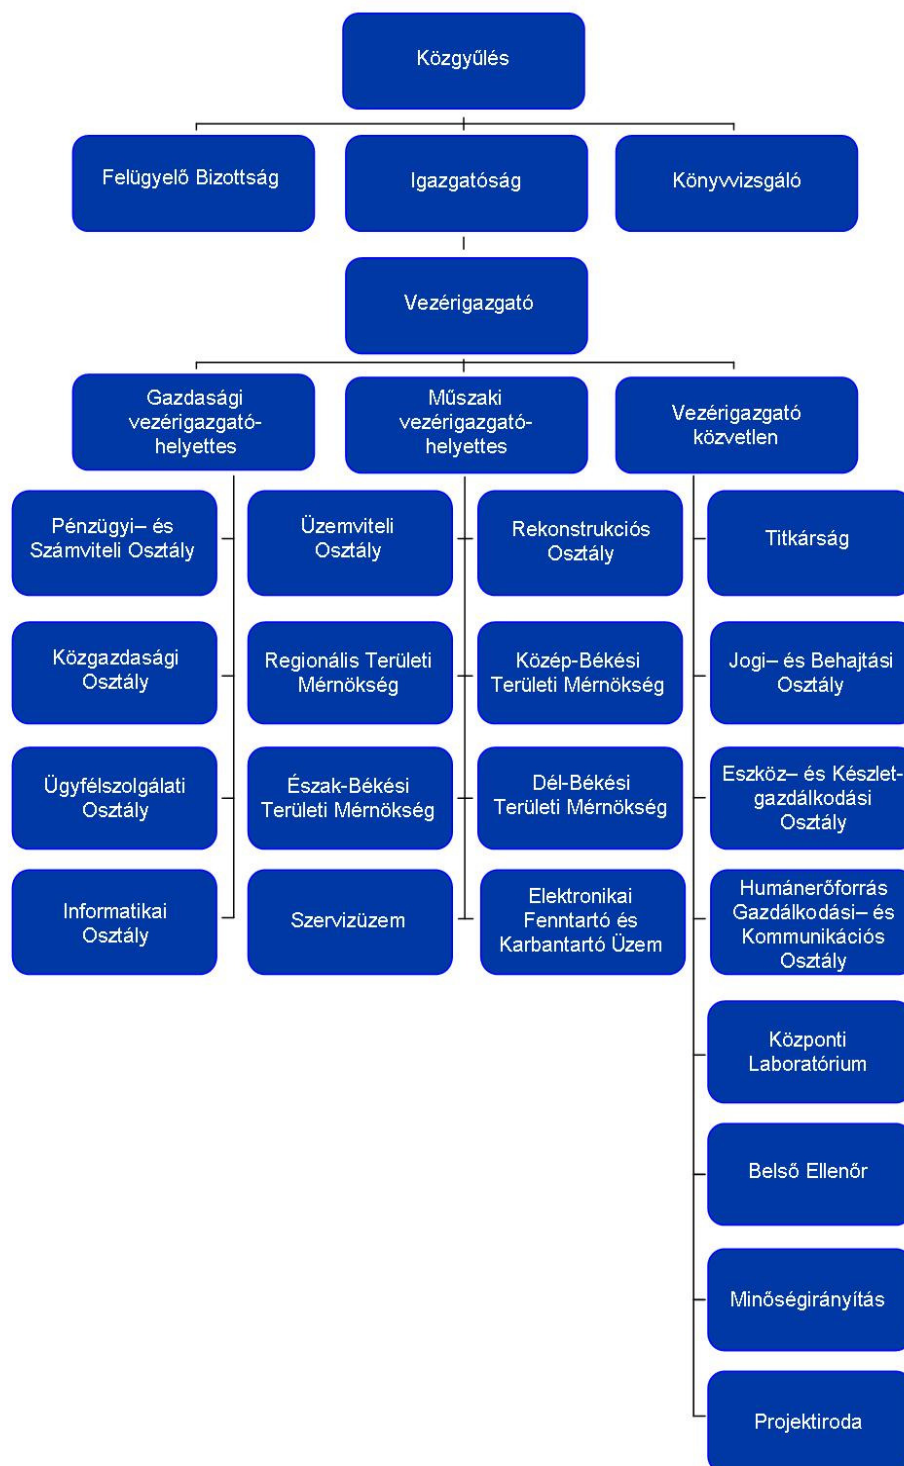 Közgyűlés
Felügyelő Bizottság
Igazgatóság
Könyvvizsgáló
Vezérigazgató
Gazdasági
vezérigazgató-
helyettes
Műszaki
vezérigazgató-
helyettes
Vezérigazgató
közvetlen
Pénzügyi– és
Számviteli Osztály
Üzemviteli
Osztály
Rekonstrukciós
Osztály
Titkárság
Közgazdasági
Osztály
Regionális Területi
Mérnökség
Közép-Békési
Területi Mérnökség
Jogi– és Behajtási
Osztály
Ügyfélszolgálati
Osztály
Észak-Békési
Területi Mérnökség
Dél-Békési
Területi Mérnökség
Eszköz– és Készlet-
gazdálkodási
Osztály
Informatikai
Osztály
Szervizüzem
Elektronikai
Fenntartó és
Karbantartó Üzem
Humánerőforrás
Gazdálkodási– és
Kommunikációs
Osztály
Központi
Laboratórium
Belső Ellenőr
Minőségirányítás
Projektiroda